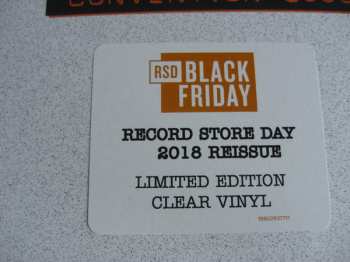 RSD BLACK
FRIDAY
RECORD STORE DAY
2018 REISSUE
LIMITED EDITION
CLEAR VINYL